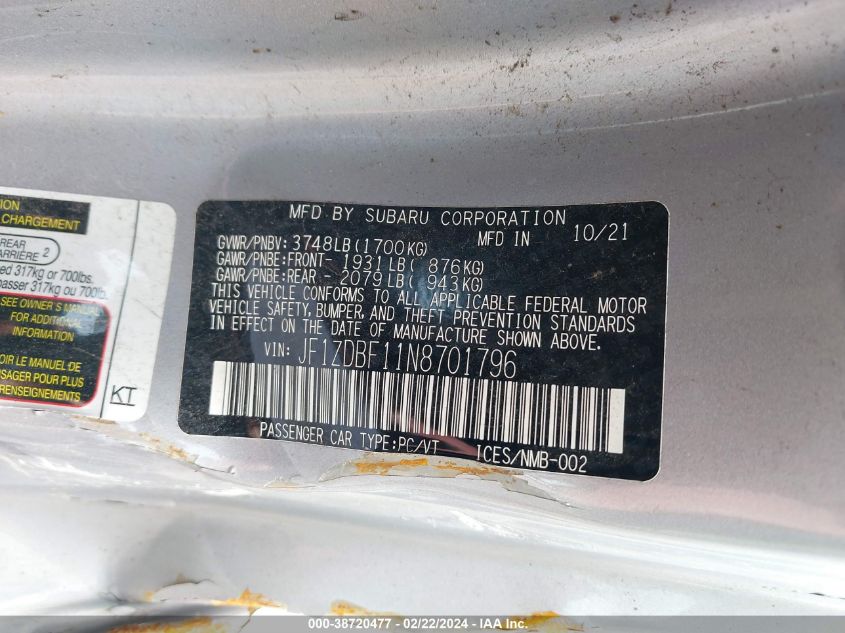 ION
CHARGEMENT
REAR
ARRIÈRE 2
ed 317kg or 700lbs.
passer 317kg ou 700lb.
SEE OWNER'S MANUAL
FOR ADDITIONAL
INFORMATION
IR LE MANUEL DE
SAGER POUR PLUS
RENSEIGNEMENTS
KT
MFD BY SUBARU CORPORATION
GVWR/PNBV: 3748LB(1700KG) MFD IN 10/21
GAWR/PNBE:FRONT- 1931LB( 876KG)
GAWR/PNBE:REAR - 2079LB( 943KG)
THIS VEHICLE CONFORMS TO ALL APPLICABLE FEDERAL MOTOR
VEHICLE SAFETY, BUMPER, AND THEFT PREVENTION STANDARDS
IN EFFECT ON THE DATE OF MANUFACTURE SHOWN ABOVE.
VIN: JF1ZDBF11N8701796
PASSENGER CAR TYPE:PC/VT ICES/NMB-002
000-38720477 - 02/22/2024 - IAA Inc.